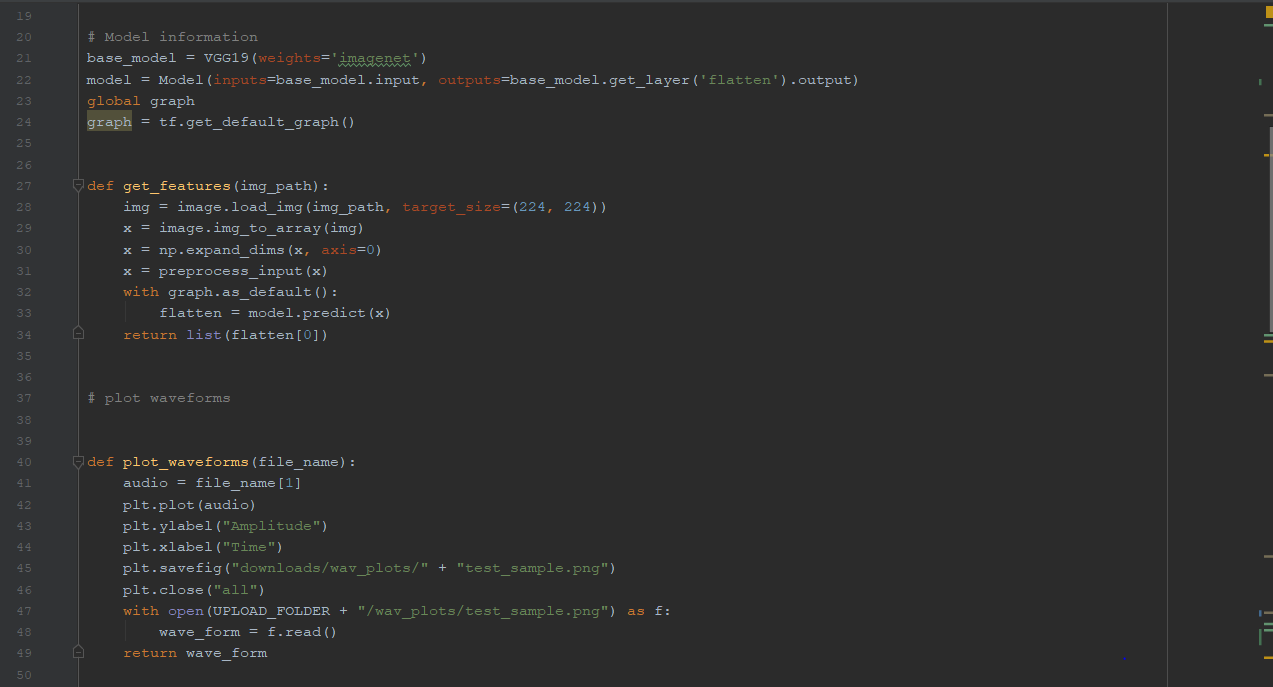 19
20 # Model information
21 base_model = VGG19(weights='imagenet')
22 model = Model(inputs=base_model.input, outputs=base_model.get_layer('flatten').output)
23 global graph
24 graph = tf.get_default_graph()
25
26
27 def get_features(img_path):
28     img = image.load_img(img_path, target_size=(224, 224))
29     x = image.img_to_array(img)
30     x = np.expand_dims(x, axis=0)
31     x = preprocess_input(x)
32     with graph.as_default():
33         flatten = model.predict(x)
34     return list(flatten[0])
35
36
37 # plot waveforms
38
39
40 def plot_waveforms(file_name):
41     audio = file_name[1]
42     plt.plot(audio)
43     plt.ylabel("Amplitude")
44     plt.xlabel("Time")
45     plt.savefig("downloads/wav_plots/" + "test_sample.png")
46     plt.close("all")
47     with open(UPLOAD_FOLDER + "/wav_plots/test_sample.png") as f:
48         wave_form = f.read()
49     return wave_form
50